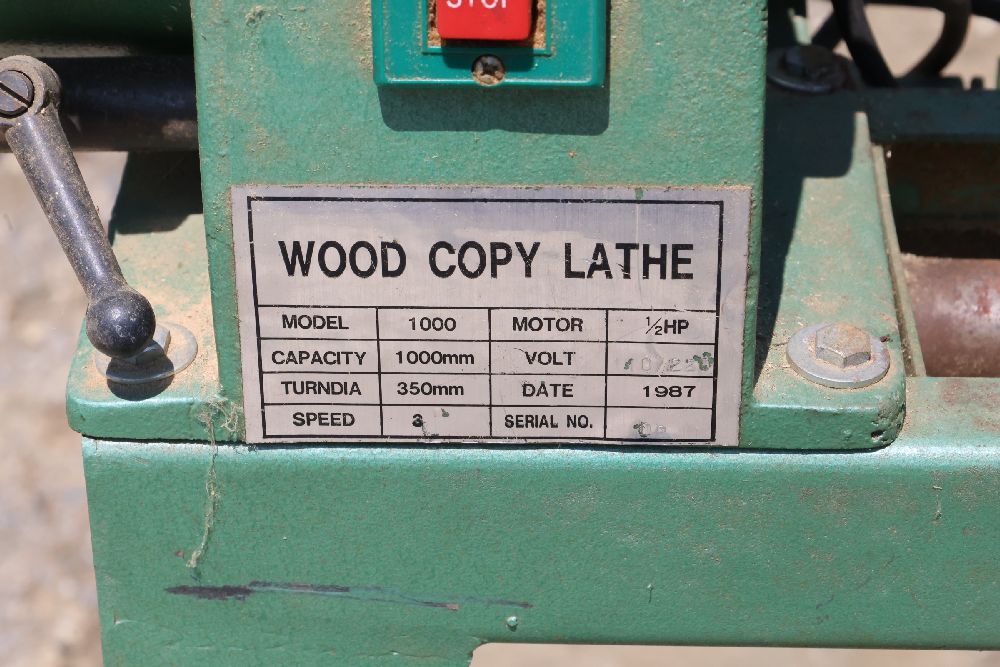 STOP
WOOD COPY LATHE
MODEL 1000 MOTOR ½HP
CAPACITY 1000mm VOLT
TURNDIA 350mm DATE 1987
SPEED 3 SERIAL NO.